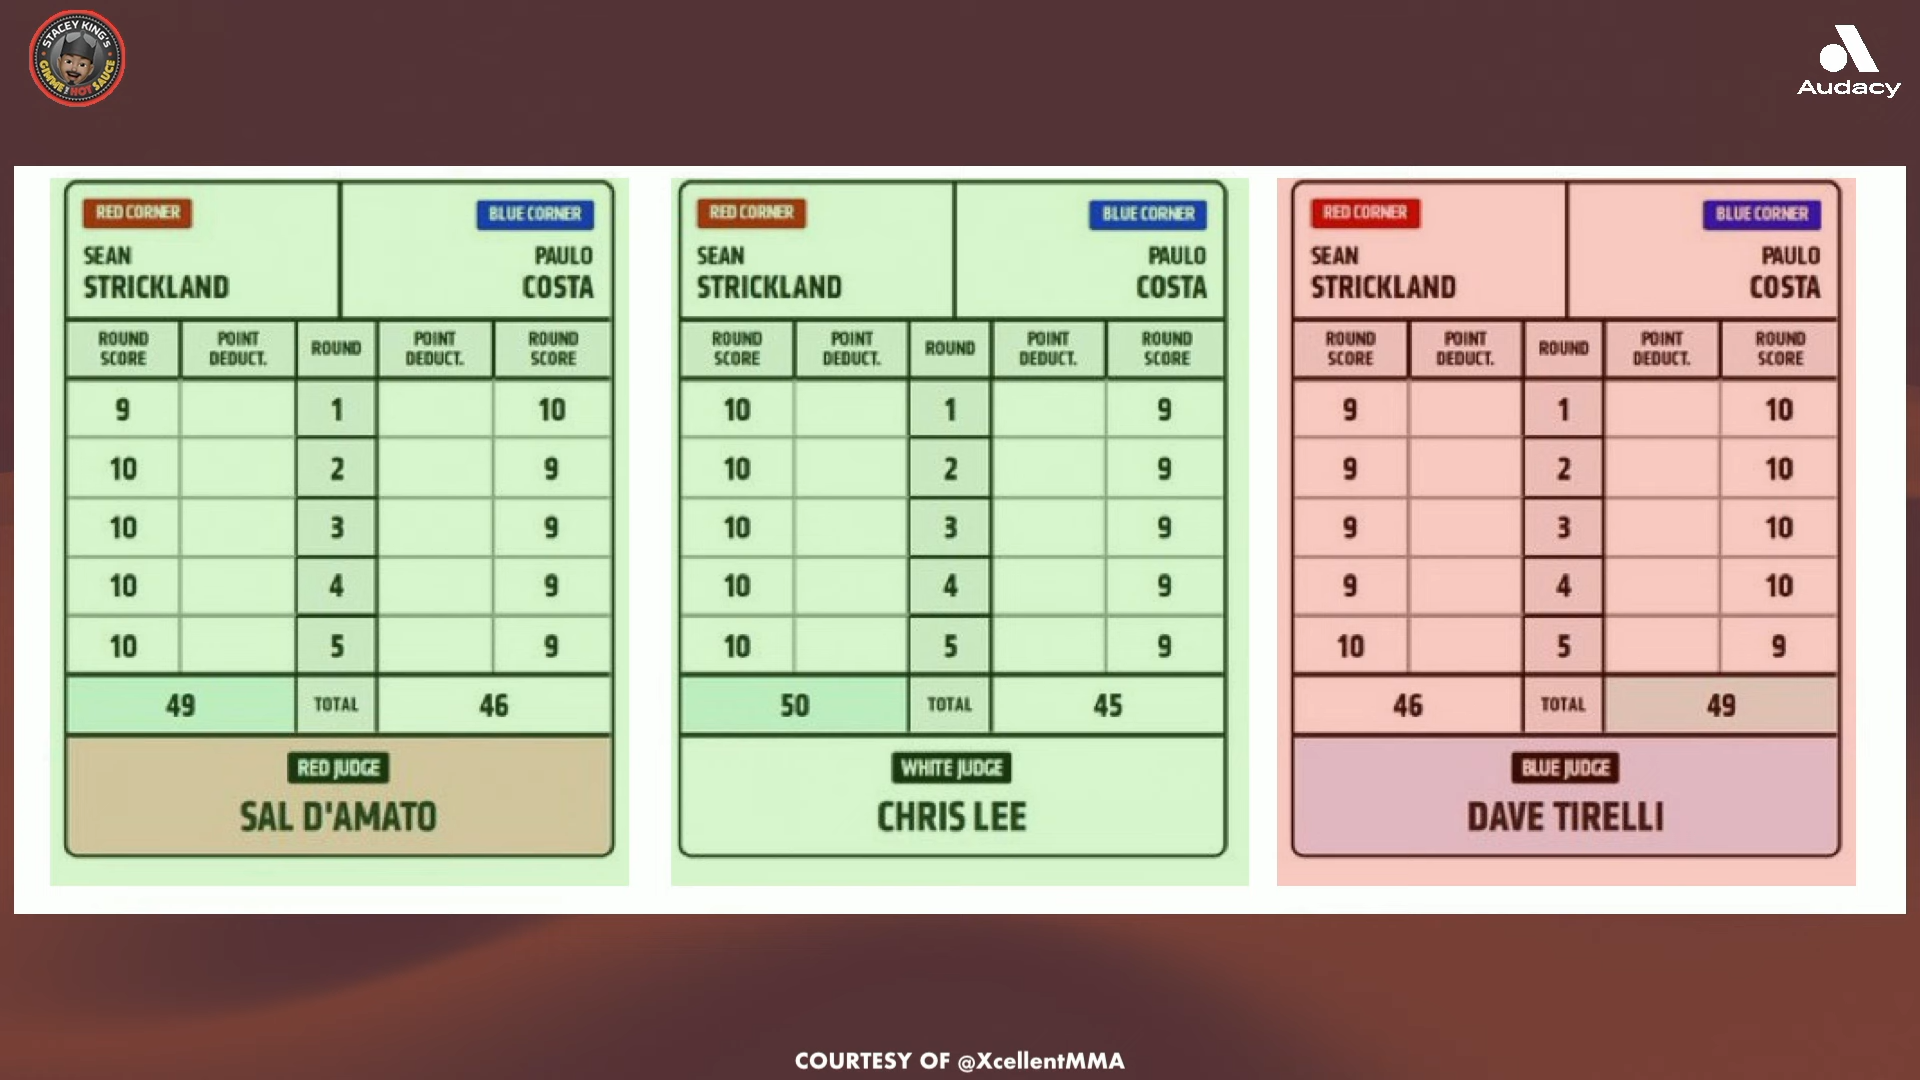 STACEY KING'S
GIMME THE HOT SAUCE
Audacy
RED CORNER
BLUE CORNER
SEAN
STRICKLAND
PAULO
COSTA
ROUND SCORE POINT DEDUCT. ROUND POINT DEDUCT. ROUND SCORE
9 1 10
10 2 9
10 3 9
10 4 9
10 5 9
49 TOTAL 46
RED JUDGE
SAL D'AMATO
RED CORNER
BLUE CORNER
SEAN
STRICKLAND
PAULO
COSTA
ROUND SCORE POINT DEDUCT. ROUND POINT DEDUCT. ROUND SCORE
10 1 9
10 2 9
10 3 9
10 4 9
10 5 9
50 TOTAL 45
WHITE JUDGE
CHRIS LEE
RED CORNER
BLUE CORNER
SEAN
STRICKLAND
PAULO
COSTA
ROUND SCORE POINT DEDUCT. ROUND POINT DEDUCT. ROUND SCORE
9 1 10
9 2 10
9 3 10
9 4 10
10 5 9
46 TOTAL 49
BLUE JUDGE
DAVE TIRELLI
COURTESY OF @XcellentMMA